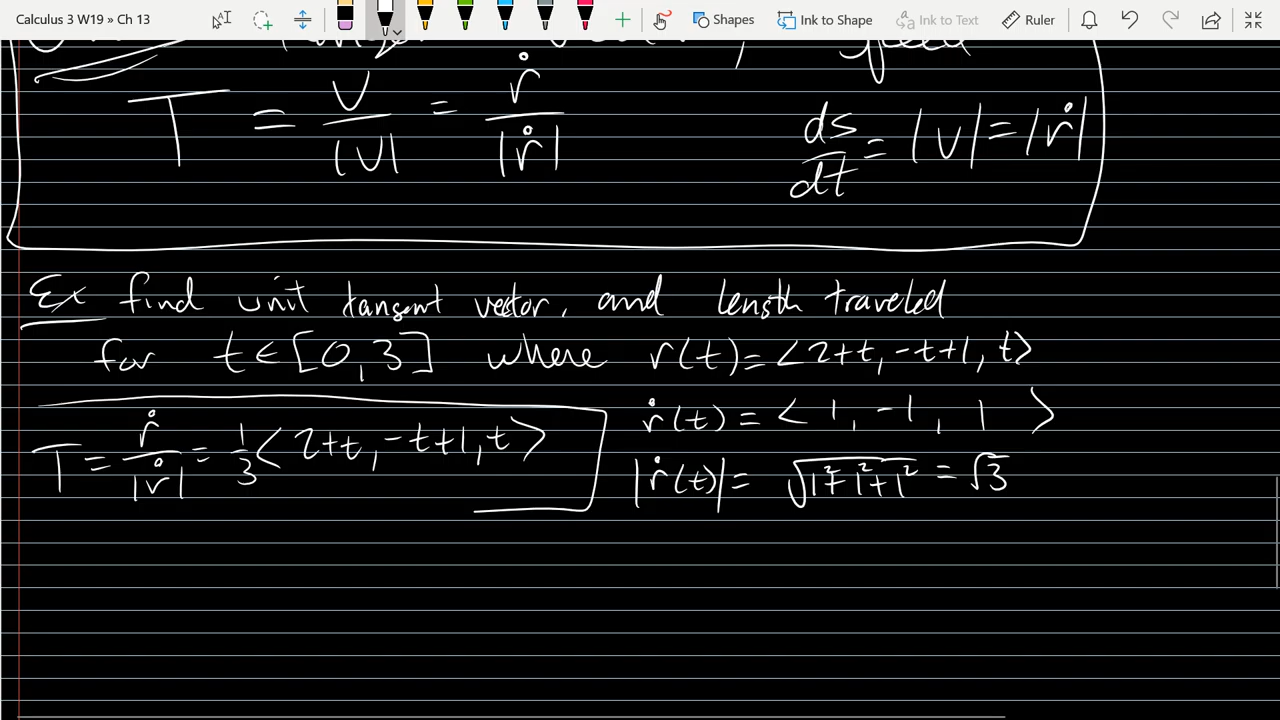 Calculus 3 W19 » Ch 13
Shapes
Ink to Shape
Ink to Text
Ruler
T = v/|v| = ṙ/|ṙ|
ds/dt = |v| = |ṙ|
Ex find unit tangent vector, and length traveled
for t ∈ [0,3] where r(t) = <2+t, -t+1, t>
ṙ(t) = <1, -1, 1>
T = ṙ/|ṙ| = 1/3 <2+t, -t+1, t>
|ṙ(t)| = √(1²+1²+1²) = √3